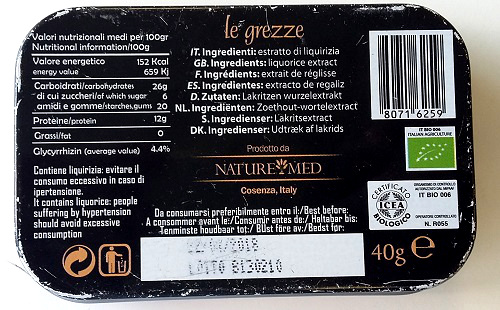 le grezze
Valori nutrizionali medi per 100gr
Nutritional information/100g
Valore energetico 152 Kcal
energy value 659 Kj
Carboidrati/carbohydrates 26g
di cui zuccheri/of which sugar 6
amidi e gomme/starches,gums 20
Proteine/protein 12g
Grassi/fat 0
Glycyrrhizin (average value) 4.4%
Contiene liquirizia: evitare il
consumo eccessivo in caso di
ipertensione.
It contains liquorice: people
suffering by hypertension
should avoid excessive
consumption
IT. Ingredienti: estratto di liquirizia
GB. Ingredients: liquorice extract
F. Ingrédients: extrait de réglisse
ES. Ingredientes: extracto de regaliz
D. Zutaten: Lakritzen wurzelextrakt
NL. Ingrediënten: Zoethout-wortelextract
S. Ingredienser: Lakritsextract
DK. Ingredienser: Udtræk af lakrids
Prodotto da
NATURE MED
Cosenza, Italy
Da consumarsi preferibilmente entro il:/Best before:
A consommer avant le:/Consumir antes de:/Haltabar bis:
Tenminste houdbaar tot:/Bäst före av:/Bedst før:
LOTTO 8130210
80716259
IT BIO 006
ITALIAN AGRICULTURE
CERTIFICATO
ICEA
BIOLOGICO
ORGANISMO DI CONTROLLO
AUTORIZZATO DAL MIPAAF
IT BIO 006
OPERATORE CONTROLLATO
N. R055
40g e